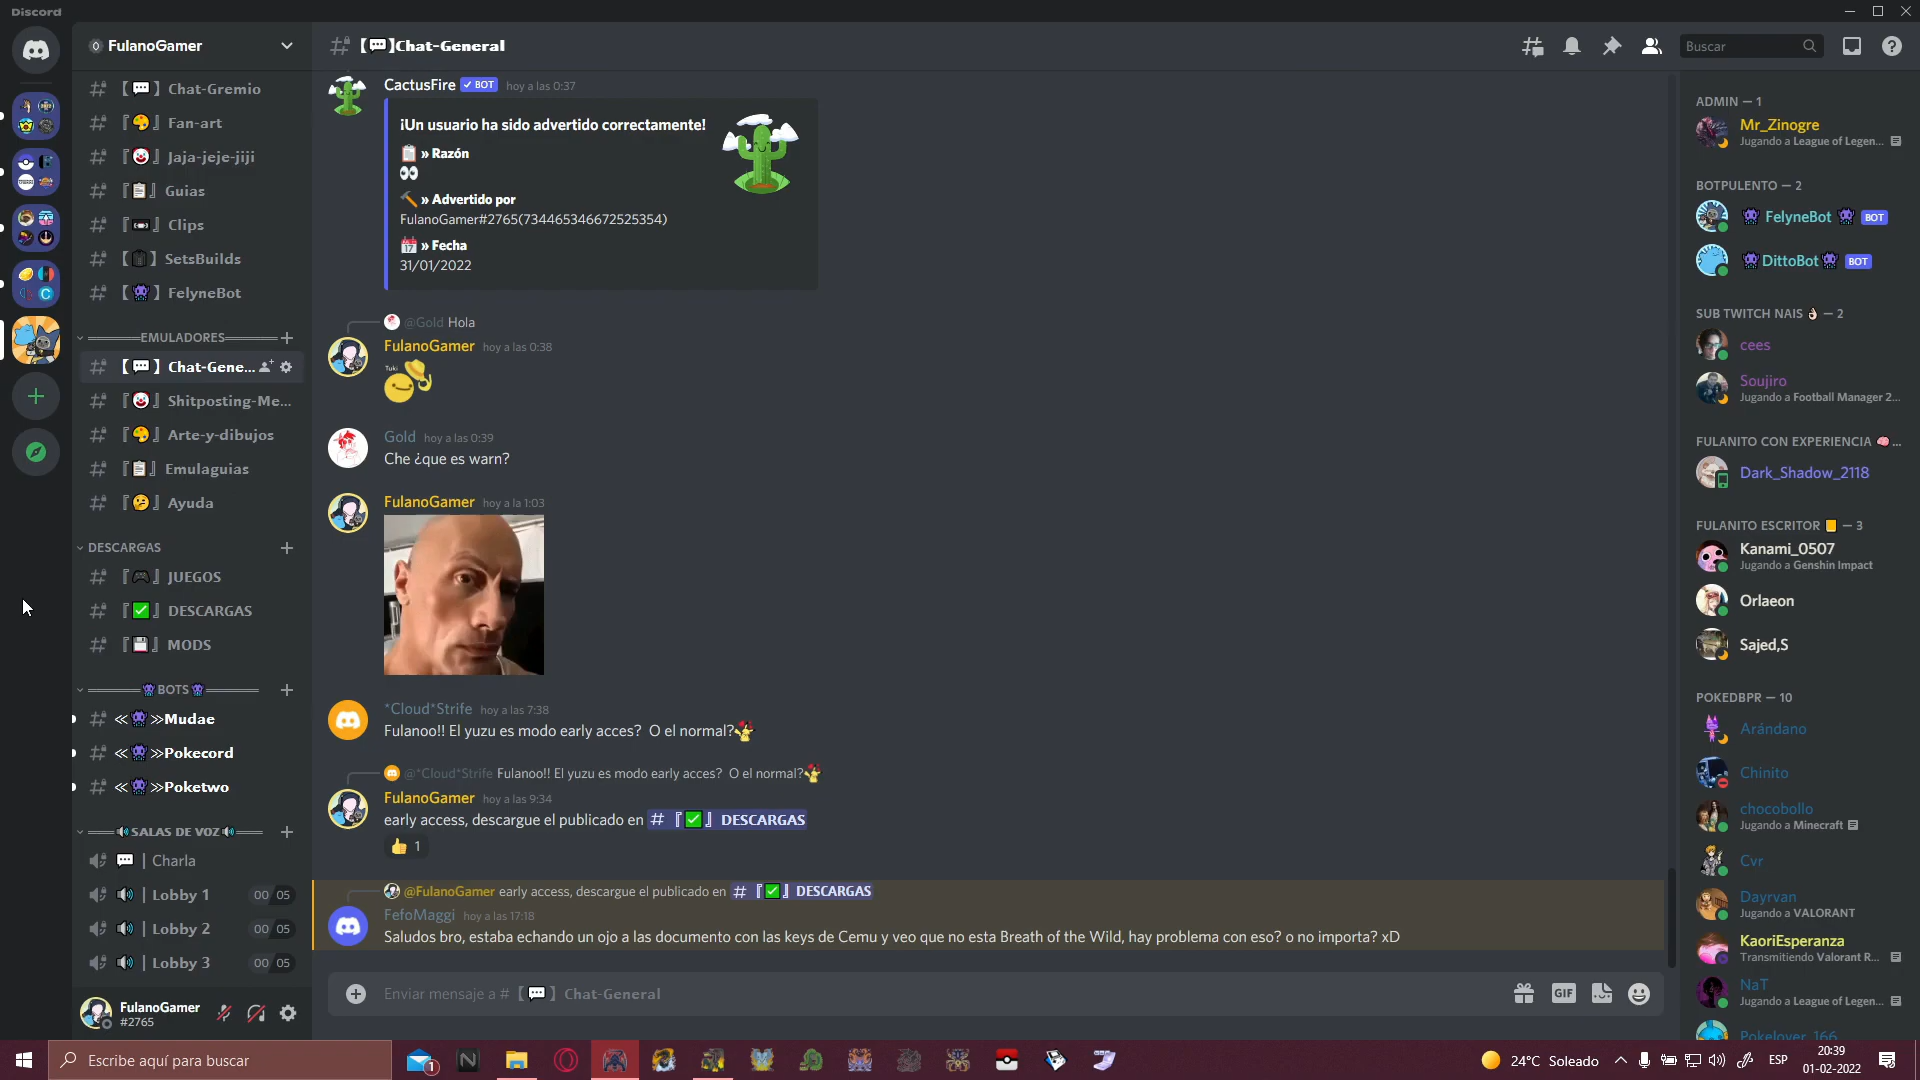 Discord
FulanoGamer
【💬】Chat-Gremio
『🎨』Fan-art
『🤡』Jaja-jeje-jiji
『📋』Guias
『📼』Clips
【】SetsBuilds
【👾】FelyneBot
EMULADORES
【💬】Chat-Gene...
『🤡』Shitposting-Me...
『🎨』Arte-y-dibujos
『📋』Emulaguias
『🤔』Ayuda
DESCARGAS
『🎮』JUEGOS
『✅』DESCARGAS
『💾』MODS
👾BOTS👾
≪👾≫Mudae
≪👾≫Pokecord
≪👾≫Poketwo
🔊SALAS DE VOZ🔊
💬 | Charla
🔊 | Lobby 1 00 05
🔊 | Lobby 2 00 05
🔊 | Lobby 3 00 05
FulanoGamer
#2765
【💬】Chat-General
Buscar
CactusFire ✓ BOT hoy a las 0:37
¡Un usuario ha sido advertido correctamente!
📋 » Razón
👀
🔨 » Advertido por
FulanoGamer#2765(734465346672525354)
📅 » Fecha
31/01/2022
@Gold Hola
FulanoGamer hoy a las 0:38
Tuki
Gold hoy a las 0:39
Che ¿que es warn?
FulanoGamer hoy a la 1:03
*Cloud*Strife hoy a las 7:38
Fulanoo!! El yuzu es modo early acces? O el normal?
@*Cloud*Strife Fulanoo!! El yuzu es modo early acces? O el normal?
FulanoGamer hoy a las 9:34
early access, descargue el publicado en # 『✅』DESCARGAS
👍 1
@FulanoGamer early access, descargue el publicado en # 『✅』DESCARGAS
FefoMaggi hoy a las 17:18
Saludos bro, estaba echando un ojo a las documento con las keys de Cemu y veo que no esta Breath of the Wild, hay problema con eso? o no importa? xD
Enviar mensaje a # 【💬】Chat-General
GIF
ADMIN — 1
Mr_Zinogre
Jugando a League of Legen...
BOTPULENTO — 2
👾 FelyneBot 👾 BOT
👾DittoBot👾 BOT
SUB TWITCH NAIS 👌🏻 — 2
cees
Soujiro
Jugando a Football Manager 2...
FULANITO CON EXPERIENCIA 🧠...
Dark_Shadow_2118
FULANITO ESCRITOR 📒 — 3
Kanami_0507
Jugando a Genshin Impact
Orlaeon
Sajed,S
POKEDBPR — 10
Arándano
Chinito
chocobollo
Jugando a Minecraft
Cvr
Dayrvan
Jugando a VALORANT
KaoriEsperanza
Transmitiendo Valorant R...
NaT
Jugando a League of Legen...
Pokelover_166
Escribe aquí para buscar
1
24°C Soleado
ESP
20:39
01-02-2022